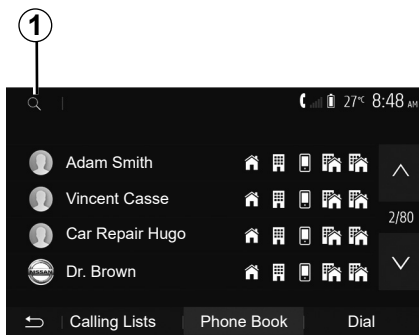 1
27°C 8:48 AM
Adam Smith
Vincent Casse
2/80
Car Repair Hugo
NISSAN Dr. Brown
Calling Lists Phone Book Dial